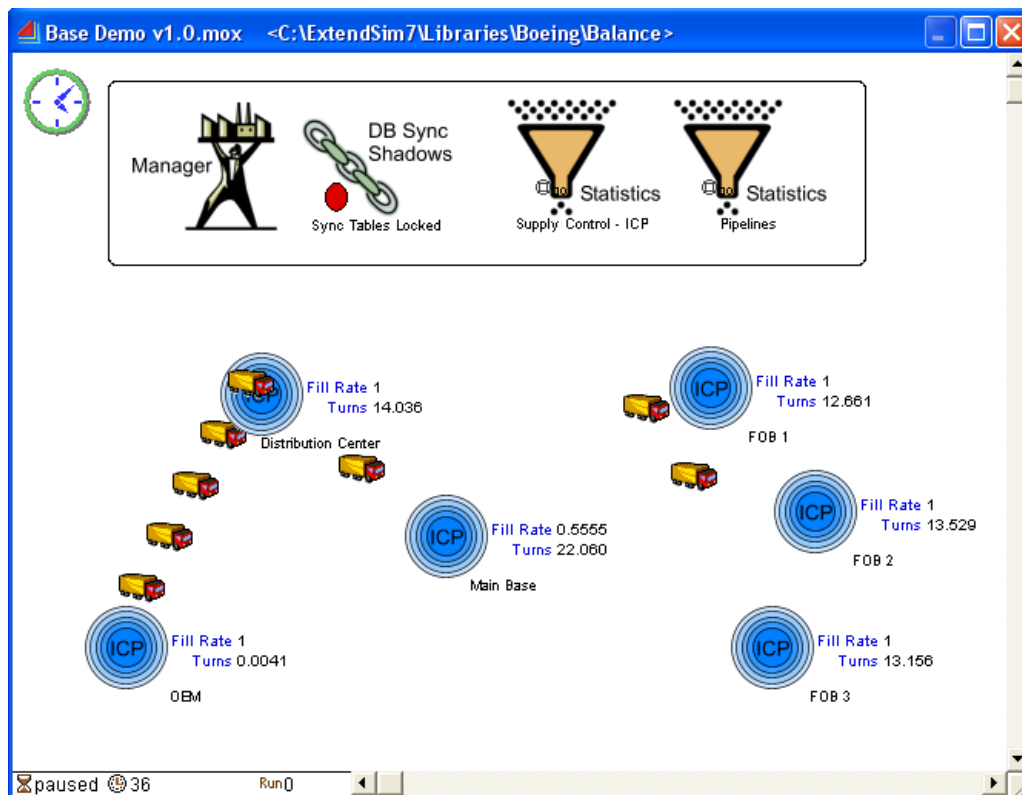 Base Demo v1.0.mox <C:\ExtendSim7\Libraries\Boeing\Balance>
Manager
DB Sync
Shadows
Sync Tables Locked
Statistics
Supply Control - ICP
Statistics
Pipelines
ICP
Fill Rate 1
Turns 14.036
Distribution Center
ICP
Fill Rate 1
Turns 12.661
FOB 1
ICP
Fill Rate 0.5555
Turns 22.060
Main Base
ICP
Fill Rate 1
Turns 13.529
FOB 2
ICP
Fill Rate 1
Turns 0.0041
OEM
ICP
Fill Rate 1
Turns 13.156
FOB 3
paused 36 Run0